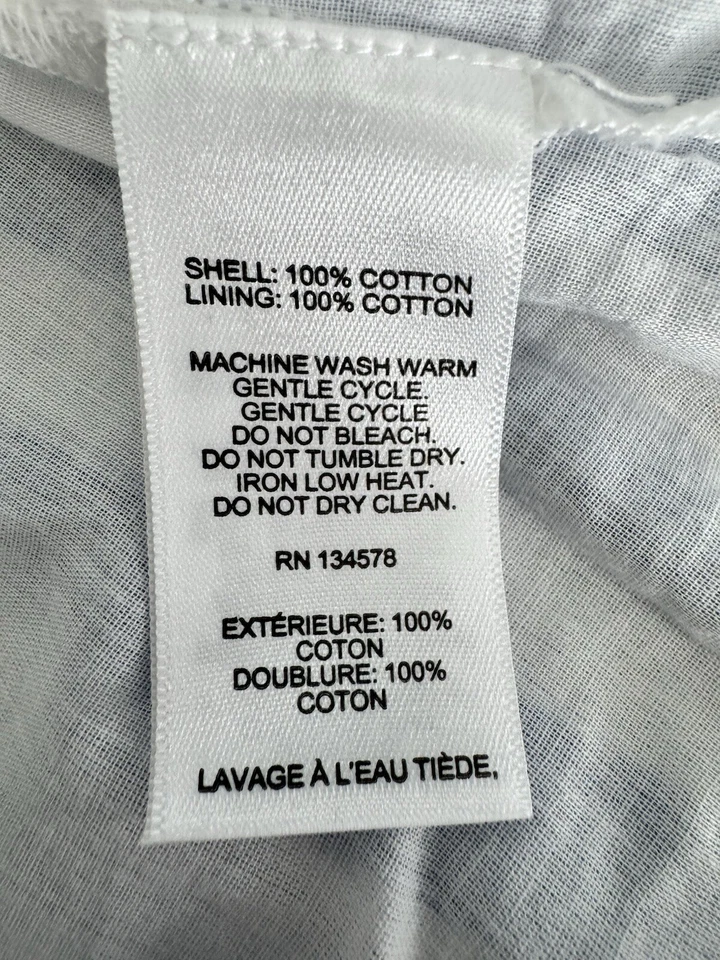 SHELL: 100% COTTON
LINING: 100% COTTON
MACHINE WASH WARM
GENTLE CYCLE.
GENTLE CYCLE
DO NOT BLEACH.
DO NOT TUMBLE DRY.
IRON LOW HEAT.
DO NOT DRY CLEAN.
RN 134578
EXTÉRIEURE: 100%
COTON
DOUBLURE: 100%
COTON
LAVAGE À L'EAU TIÈDE,